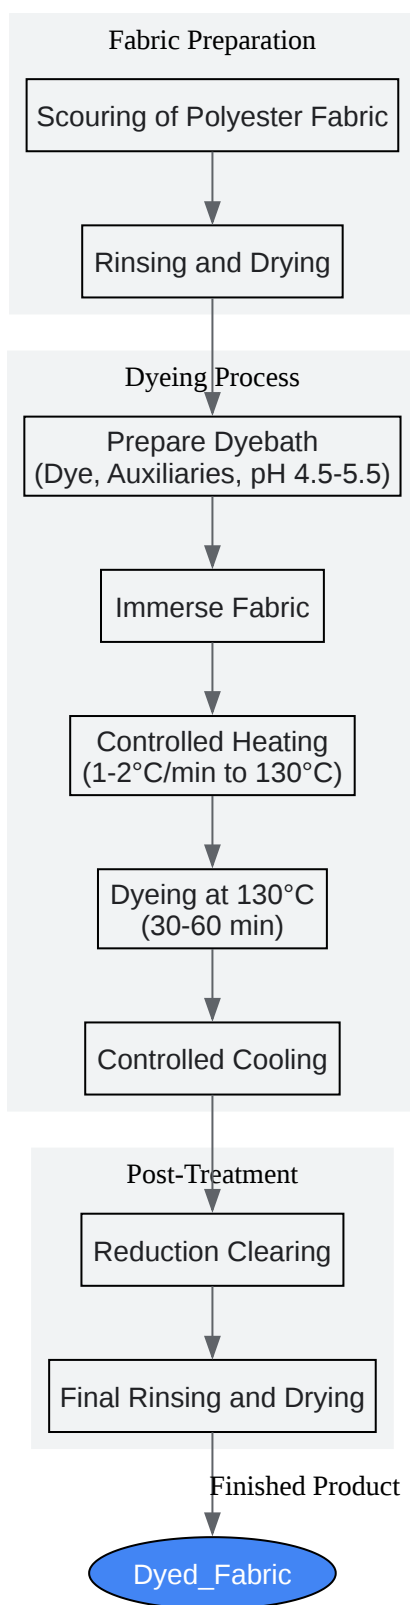 Fabric Preparation
Scouring of Polyester Fabric
Rinsing and Drying
Dyeing Process
Prepare Dyebath
(Dye, Auxiliaries, pH 4.5-5.5)
Immerse Fabric
Controlled Heating
(1-2°C/min to 130°C)
Dyeing at 130°C
(30-60 min)
Controlled Cooling
Post-Treatment
Reduction Clearing
Final Rinsing and Drying
Finished Product
Dyed_Fabric